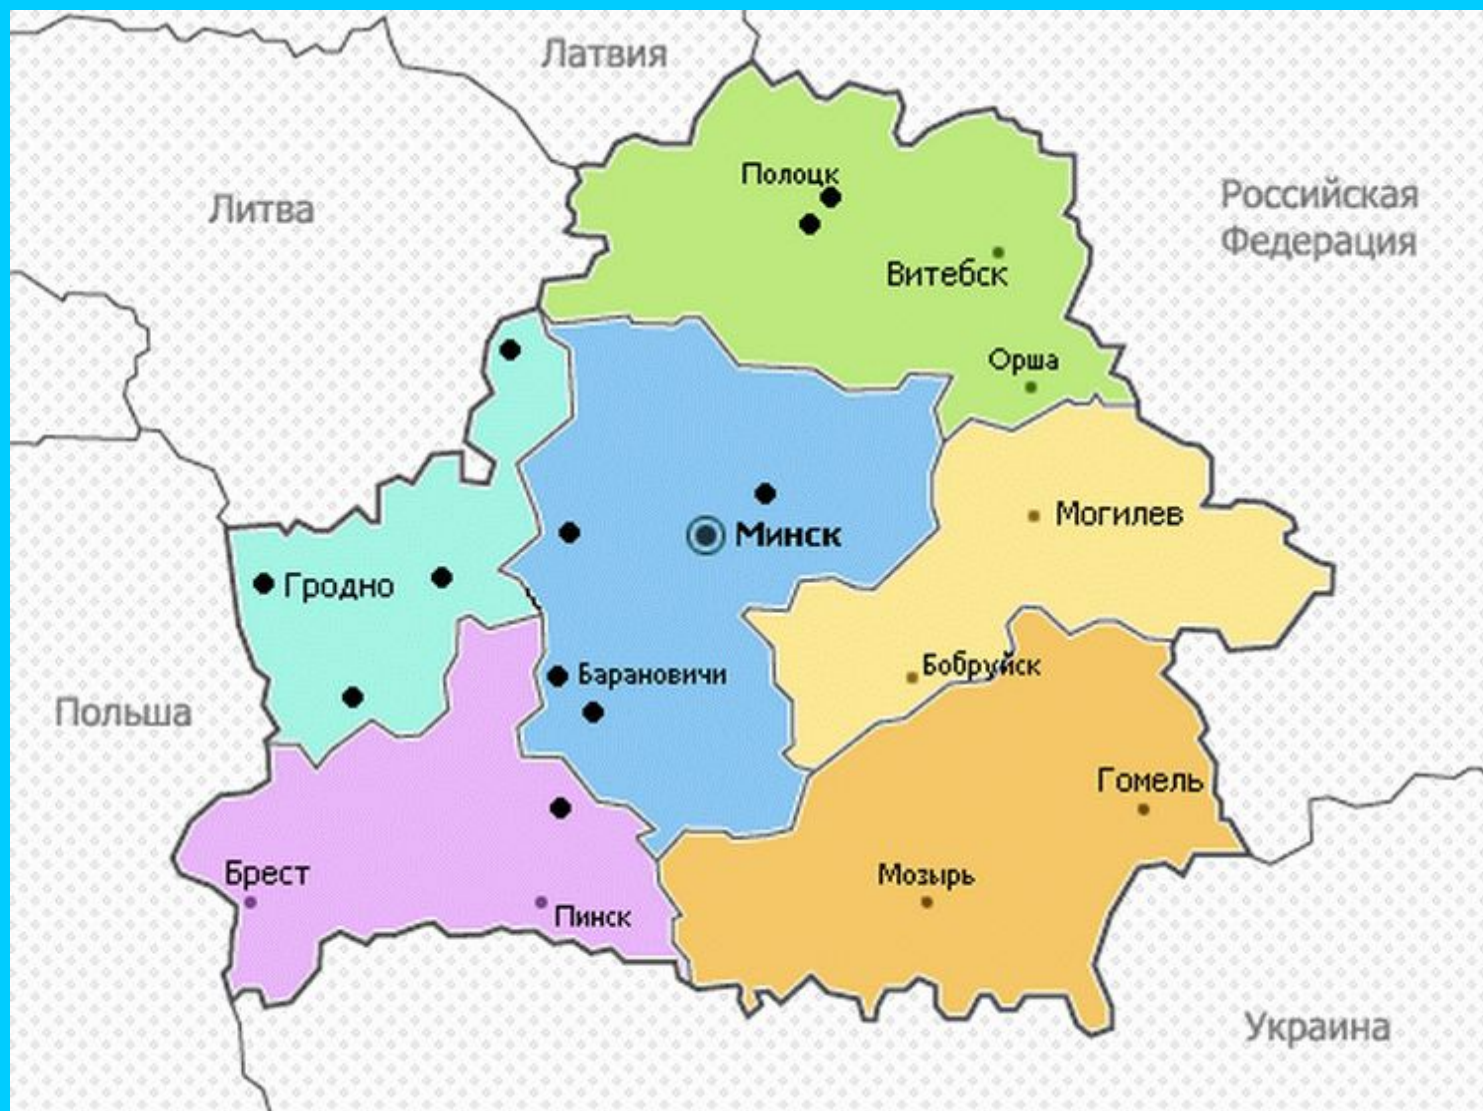 Латвия
Литва
Полоцк
Российская
Федерация
Витебск
Орша
Могилев
Минск
Гродно
Бобруйск
Барановичи
Польша
Гомель
Брест
Мозырь
Пинск
Украина